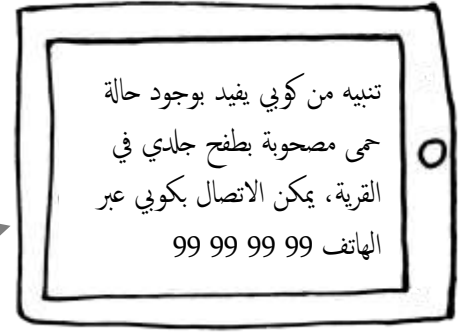 تنبيه من كوبي يفيد بوجود حالة
حمى مصحوبة بطفح جلدي في
القرية، يمكن الاتصال بكوبي عبر
الهاتف 99 99 99 99